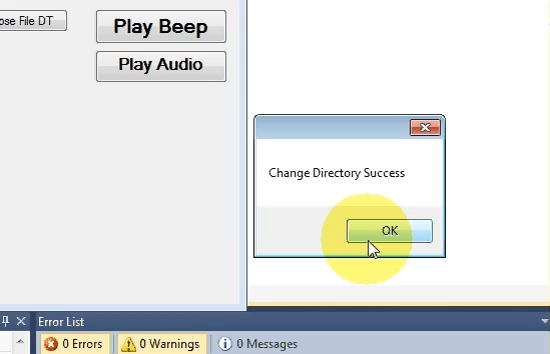 ose File DT
Play Beep
Play Audio
Change Directory Success
OK
Error List
0 Errors
0 Warnings
0 Messages